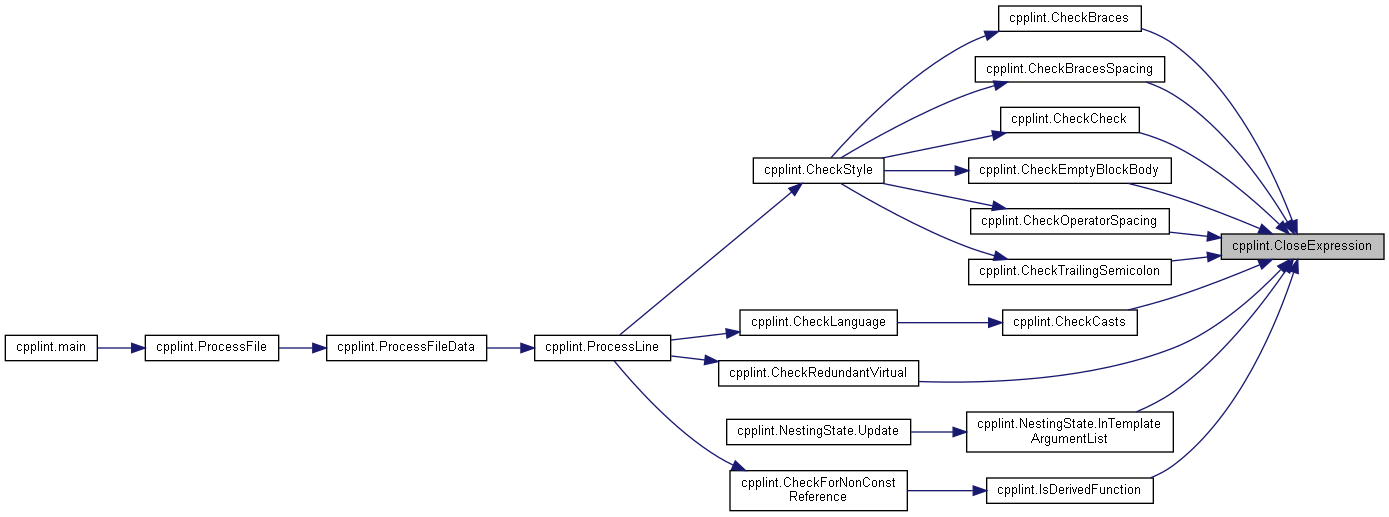 cpplint.CheckBraces
cpplint.CheckBracesSpacing
cpplint.CheckCheck
cpplint.CheckStyle
cpplint.CheckEmptyBlockBody
cpplint.CheckOperatorSpacing
cpplint.CloseExpression
cpplint.CheckTrailingSemicolon
cpplint.CheckLanguage
cpplint.CheckCasts
cpplint.main
cpplint.ProcessFile
cpplint.ProcessFileData
cpplint.ProcessLine
cpplint.CheckRedundantVirtual
cpplint.NestingState.Update
cpplint.NestingState.InTemplate
ArgumentList
cpplint.CheckForNonConst
Reference
cpplint.IsDerivedFunction